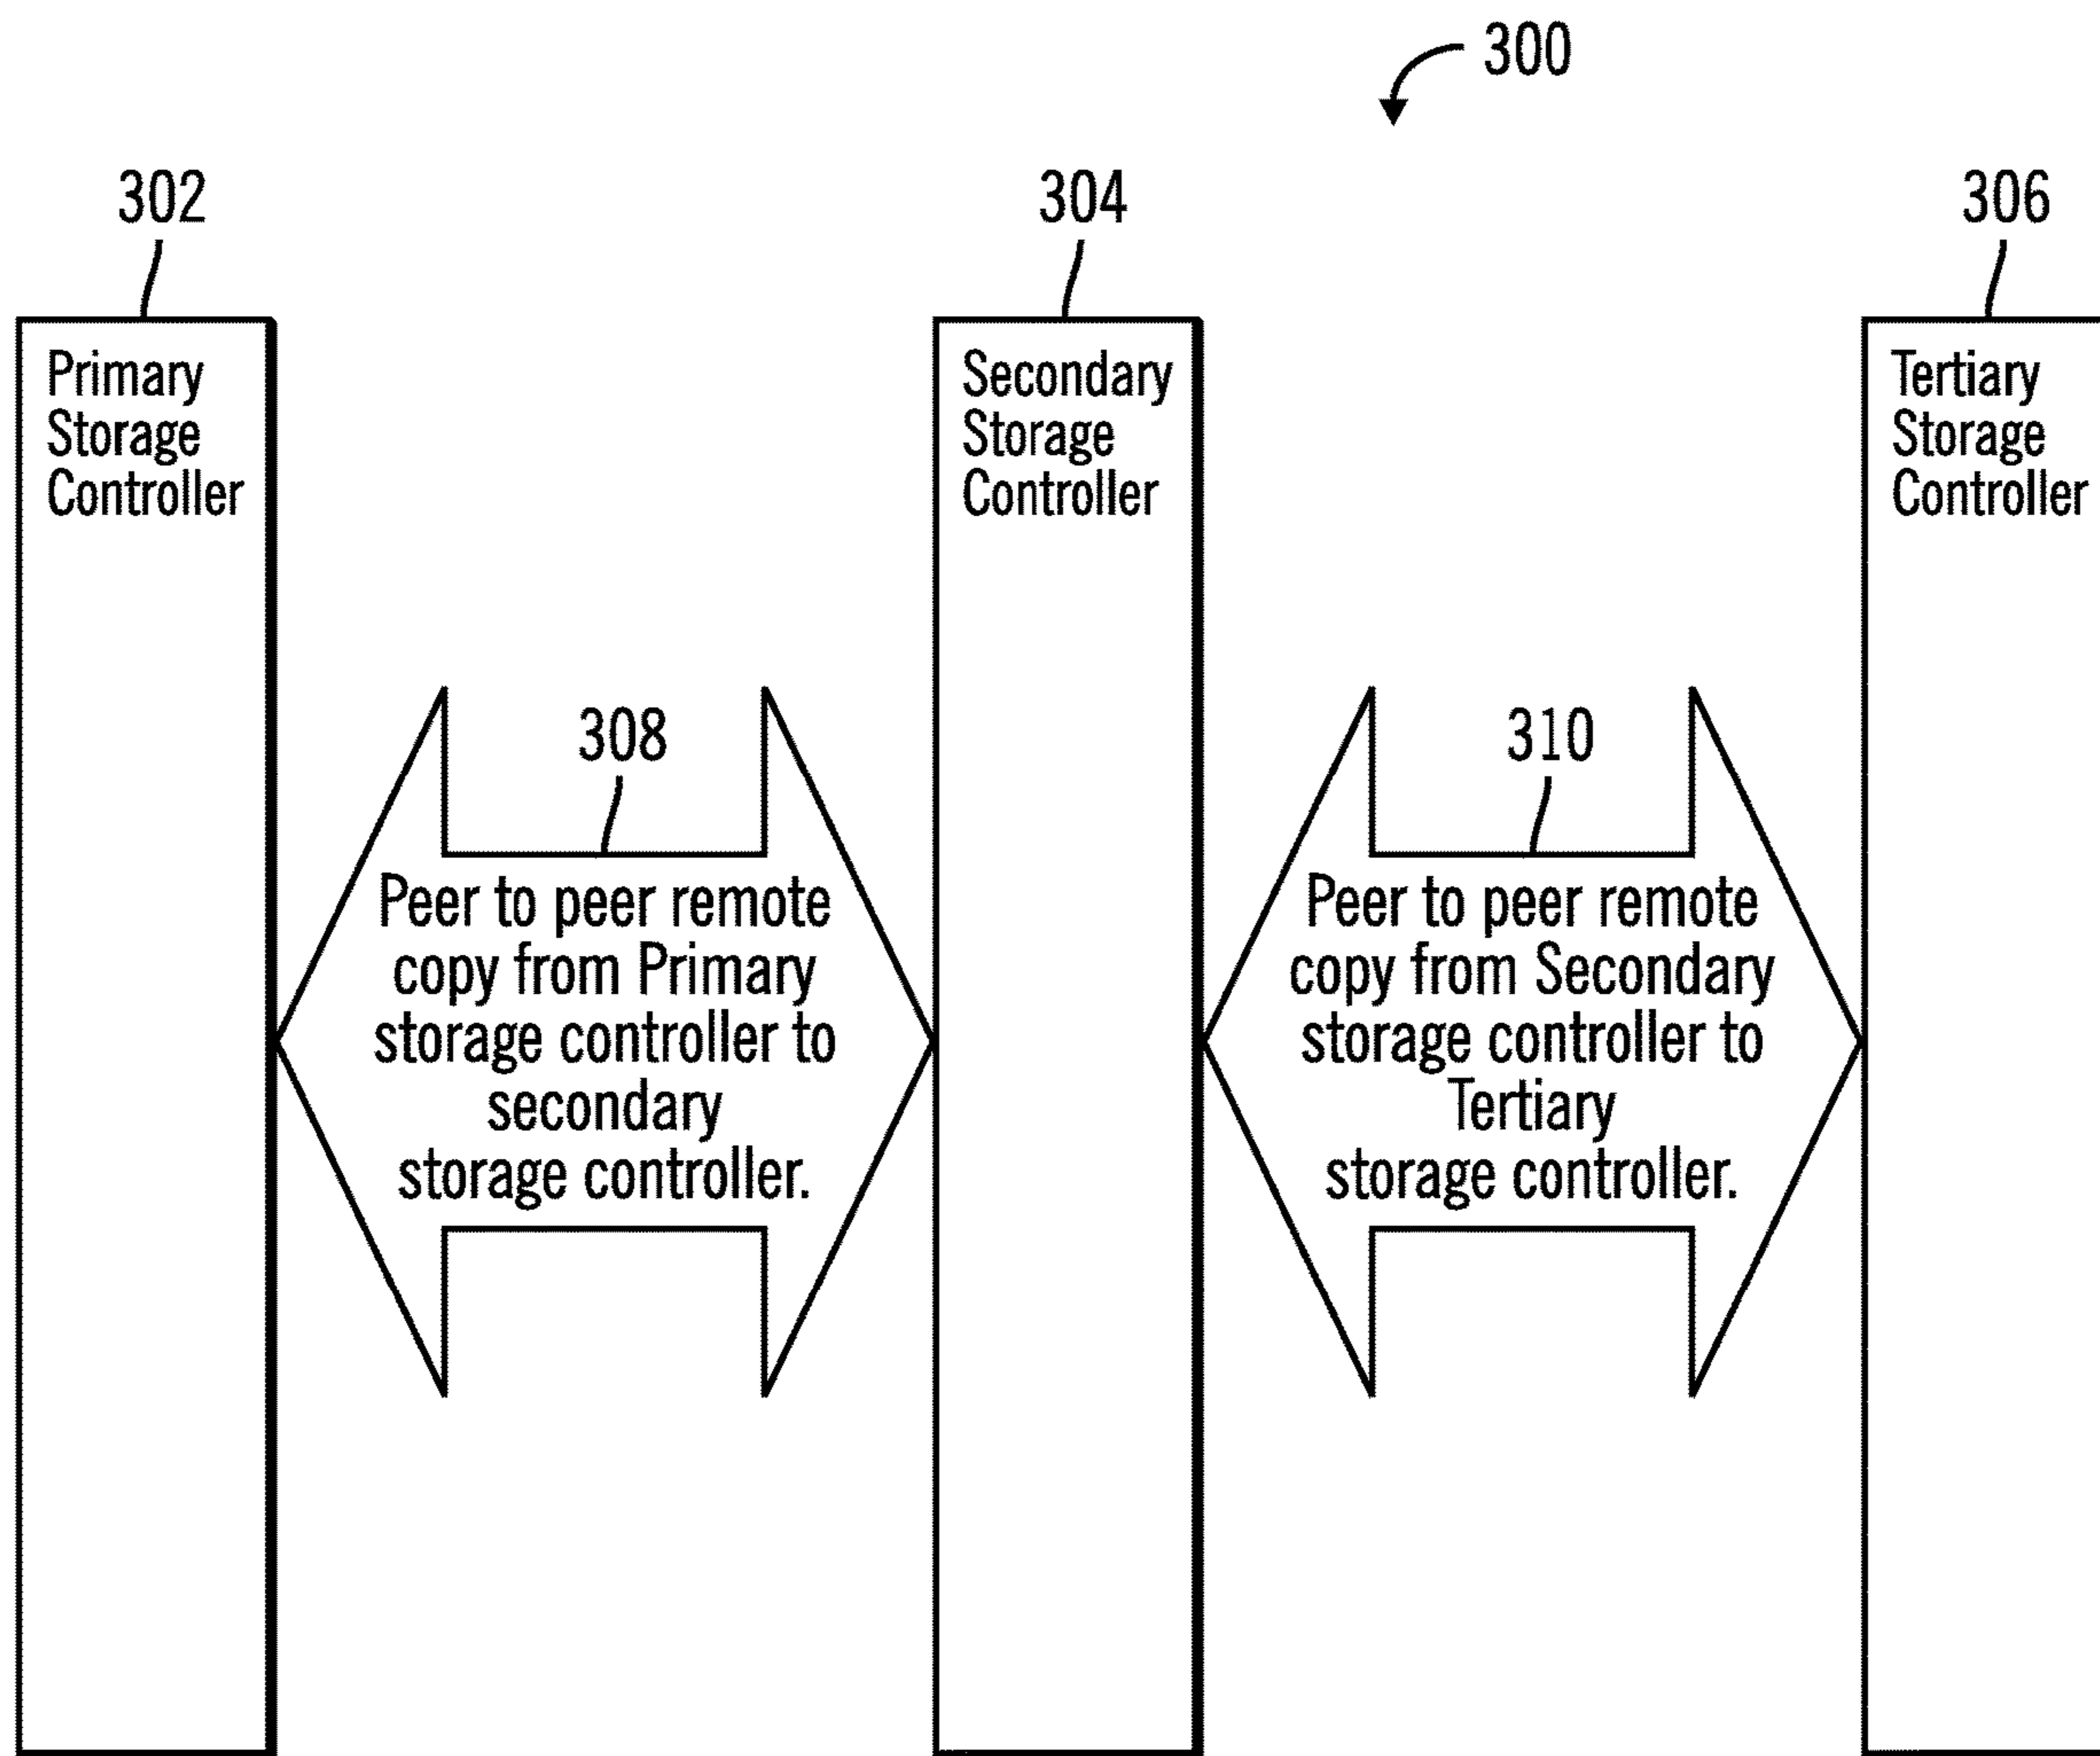 300
302
304
306
Primary
Storage
Controller
Secondary
Storage
Controller
Tertiary
Storage
Controller
308
Peer to peer remote
copy from Primary
storage controller to
secondary
storage controller.
310
Peer to peer remote
copy from Secondary
storage controller to
Tertiary
storage controller.